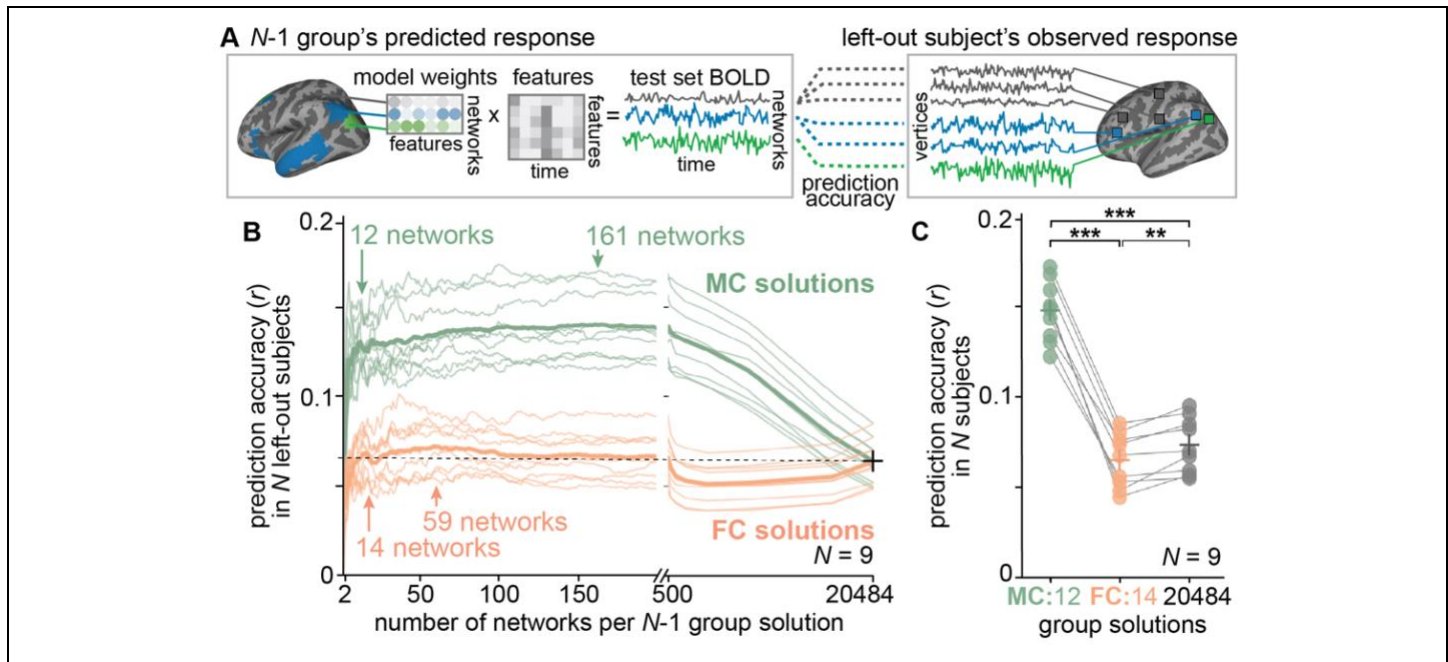 A N-1 group's predicted response
left-out subject's observed response
model weights
features
test set BOLD
networks
x
features
=
networks
vertices
features
time
time
prediction
accuracy
B
0.2
12 networks
161 networks
MC solutions
prediction accuracy (r)
in N left-out subjects
0.1
59 networks
14 networks
FC solutions
N = 9
0
2 50 100 150 500 20484
number of networks per N-1 group solution
C
0.2
***
*** **
prediction accuracy (r)
in N subjects
0.1
N = 9
0
MC:12 FC:14 20484
group solutions